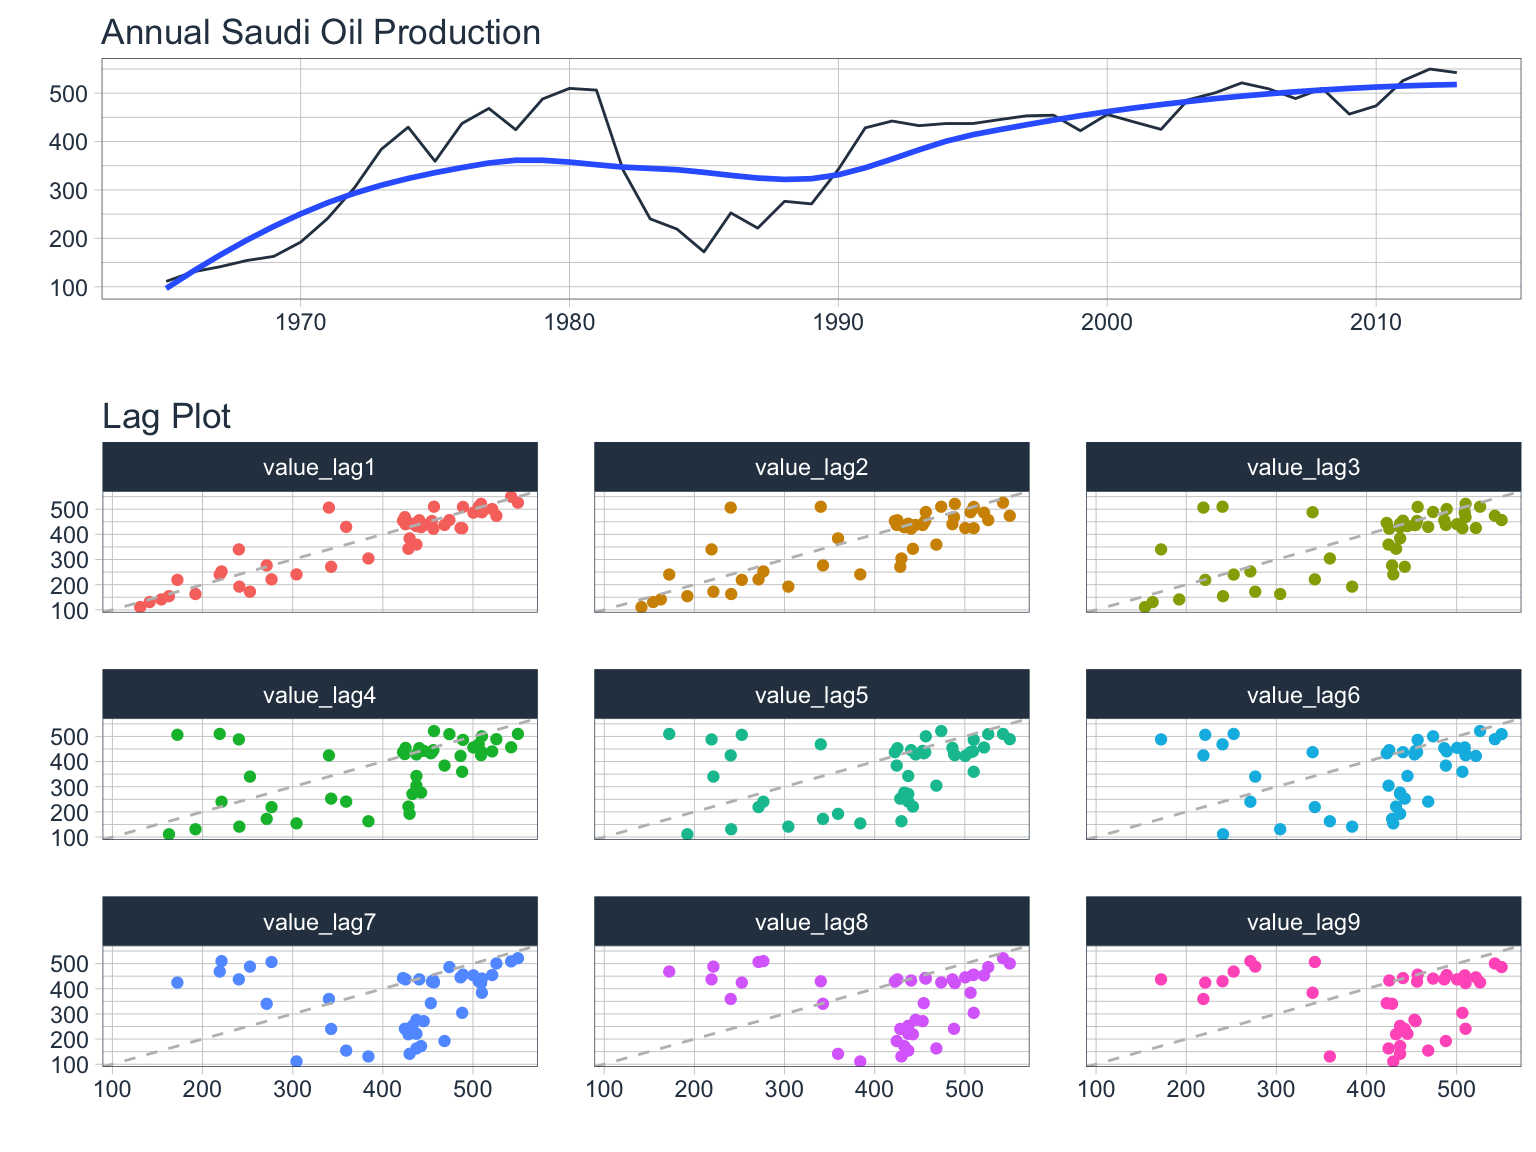 Annual Saudi Oil Production
500
400
300
200
100
1970 1980 1990 2000 2010
Lag Plot
value_lag1 value_lag2 value_lag3
500
400
300
200
100
value_lag4 value_lag5 value_lag6
500
400
300
200
100
value_lag7 value_lag8 value_lag9
500
400
300
200
100
100 200 300 400 500 100 200 300 400 500 100 200 300 400 500